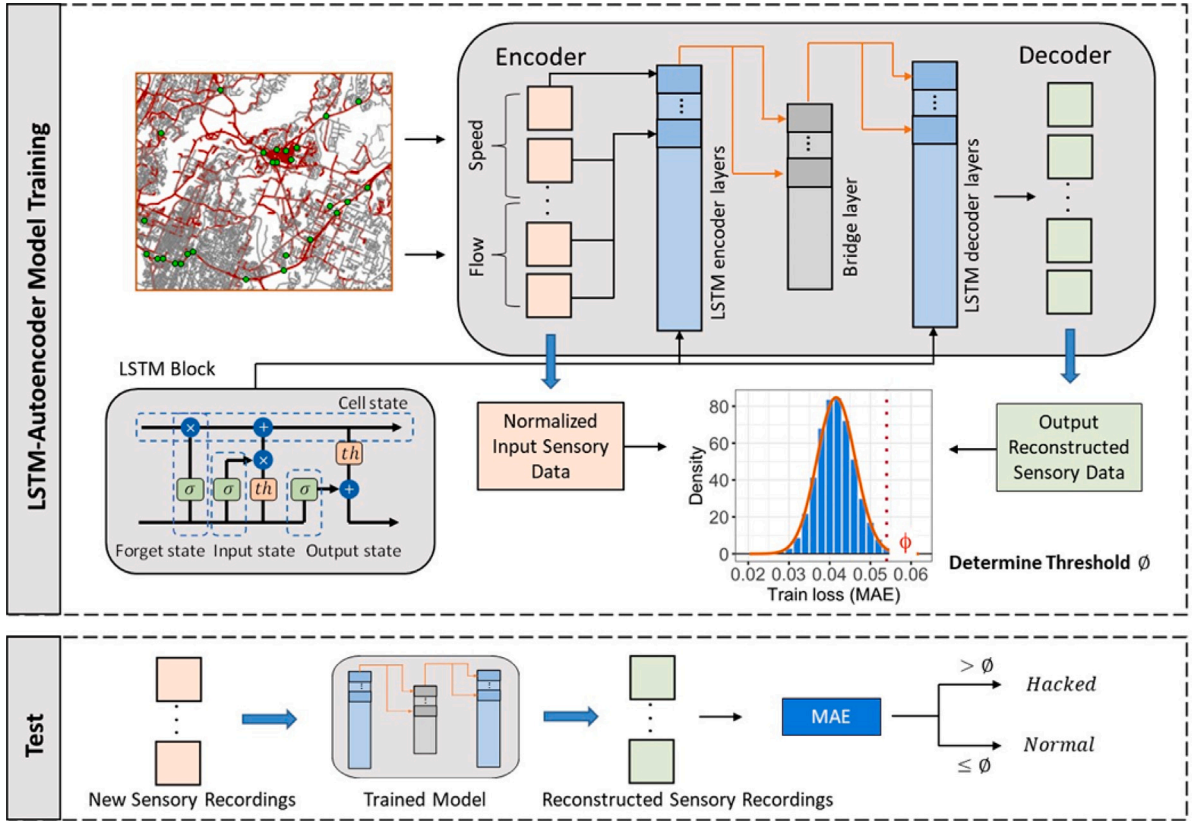 LSTM-Autoencoder Model Training
Encoder
Decoder
Speed
Flow
LSTM encoder layers
Bridge layer
LSTM decoder layers
LSTM Block
Cell state
×
+
×
th
σ
σ
th
σ
+
Forget state
Input state
Output state
Normalized
Input Sensory
Data
Density
80
60
40
20
0
ϕ
0.02
0.03
0.04
0.05
0.06
Train loss (MAE)
Output
Reconstructed
Sensory Data
Determine Threshold ∅
Test
New Sensory Recordings
Trained Model
Reconstructed Sensory Recordings
MAE
> ∅
Hacked
≤ ∅
Normal